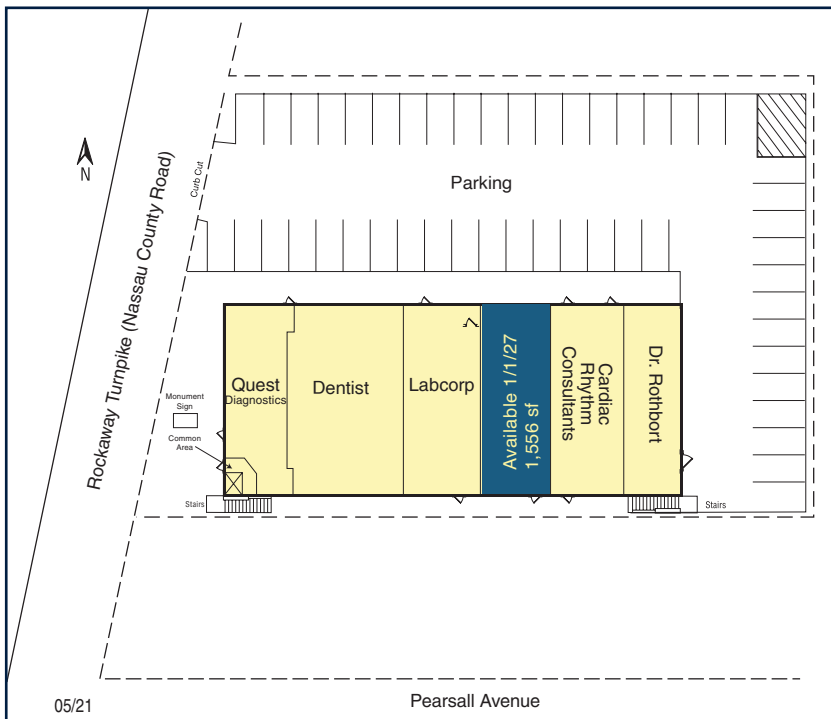 N
Rockaway Turnpike (Nassau County Road)
Curb Cut
Parking
Monument
Sign
Common
Area
Stairs
Quest
Diagnostics
Dentist
Labcorp
Available 1/1/27
1,556 sf
Cardiac
Rhythm
Consultants
Dr. Rothbort
Stairs
05/21
Pearsall Avenue